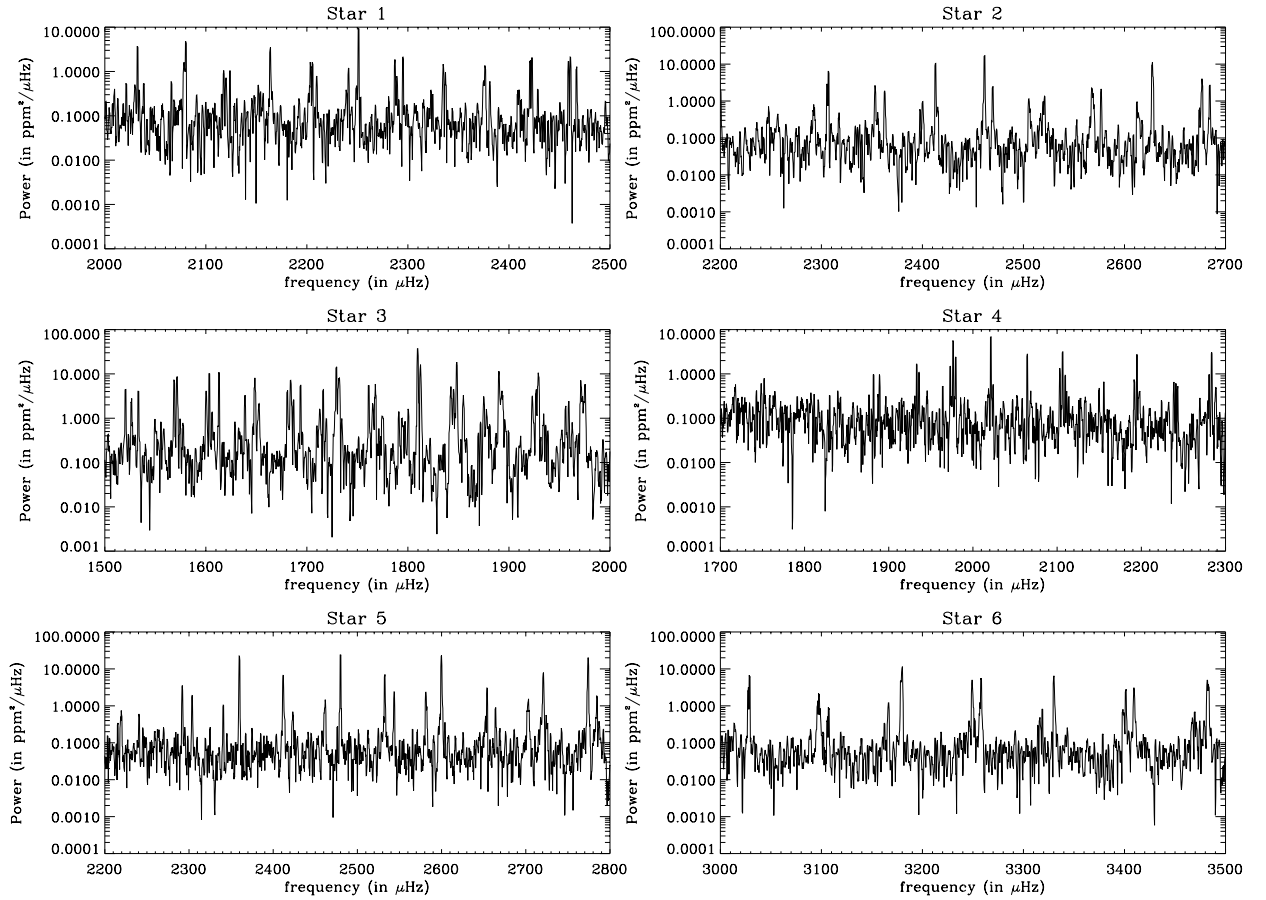 Star 1
Power (in ppm²/μHz)
10.0000
1.0000
0.1000
0.0100
0.0010
0.0001
2000 2100 2200 2300 2400 2500
frequency (in μHz)
Star 2
Power (in ppm²/μHz)
100.0000
10.0000
1.0000
0.1000
0.0100
0.0010
0.0001
2200 2300 2400 2500 2600 2700
frequency (in μHz)
Star 3
Power (in ppm²/μHz)
100.000
10.000
1.000
0.100
0.010
0.001
1500 1600 1700 1800 1900 2000
frequency (in μHz)
Star 4
Power (in ppm²/μHz)
10.0000
1.0000
0.1000
0.0100
0.0010
0.0001
1700 1800 1900 2000 2100 2200 2300
frequency (in μHz)
Star 5
Power (in ppm²/μHz)
100.0000
10.0000
1.0000
0.1000
0.0100
0.0010
0.0001
2200 2300 2400 2500 2600 2700 2800
frequency (in μHz)
Star 6
Power (in ppm²/μHz)
100.0000
10.0000
1.0000
0.1000
0.0100
0.0010
0.0001
3000 3100 3200 3300 3400 3500
frequency (in μHz)